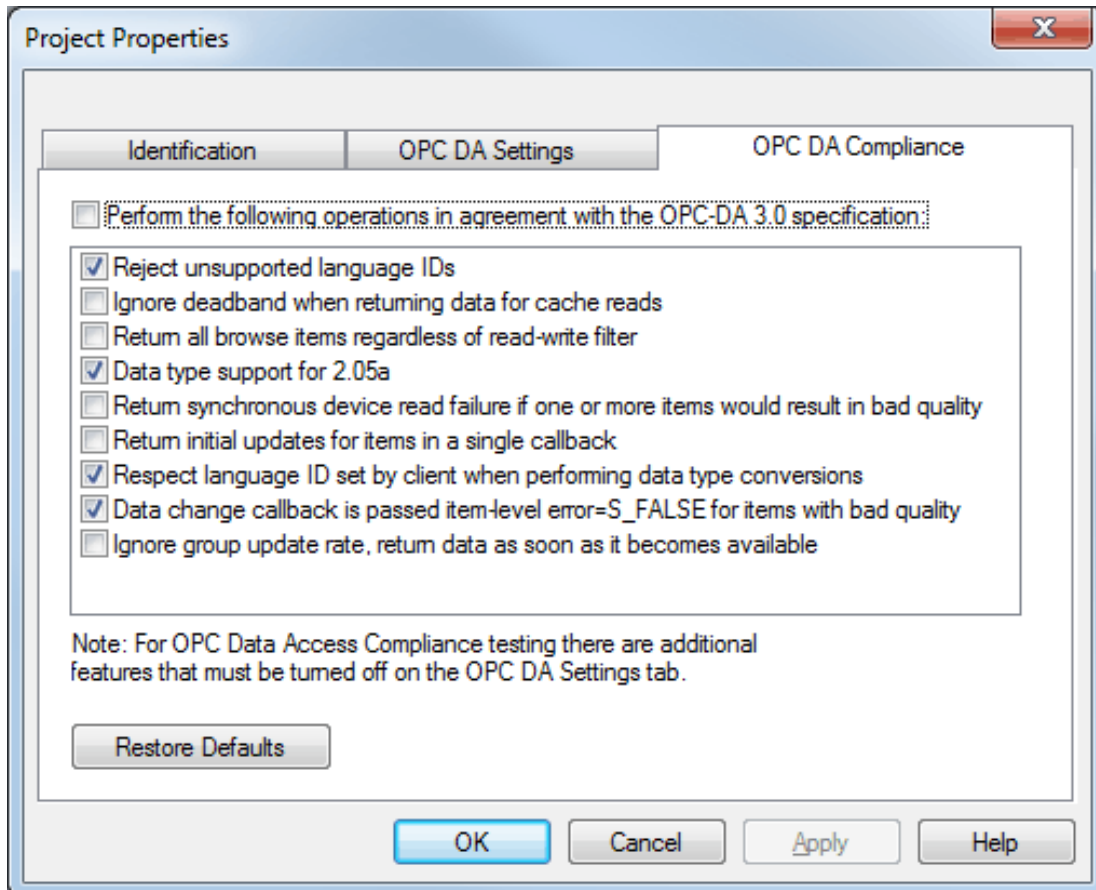 Project Properties
Identification
OPC DA Settings
OPC DA Compliance
Perform the following operations in agreement with the OPC-DA 3.0 specification:
Reject unsupported language IDs
Ignore deadband when returning data for cache reads
Return all browse items regardless of read-write filter
Data type support for 2.05a
Return synchronous device read failure if one or more items would result in bad quality
Return initial updates for items in a single callback
Respect language ID set by client when performing data type conversions
Data change callback is passed item-level error=S_FALSE for items with bad quality
Ignore group update rate, return data as soon as it becomes available
Note: For OPC Data Access Compliance testing there are additional
features that must be turned off on the OPC DA Settings tab.
Restore Defaults
OK
Cancel
Apply
Help